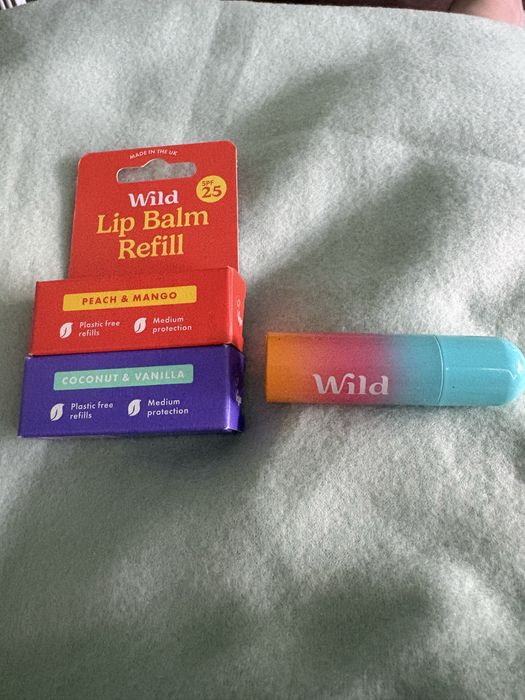 MADE IN THE UK
Wild
SPF
25
Lip Balm
Refill
PEACH & MANGO
Plastic free
refills
Medium
protection
COCONUT & VANILLA
Plastic free
refills
Medium
protection
Wild